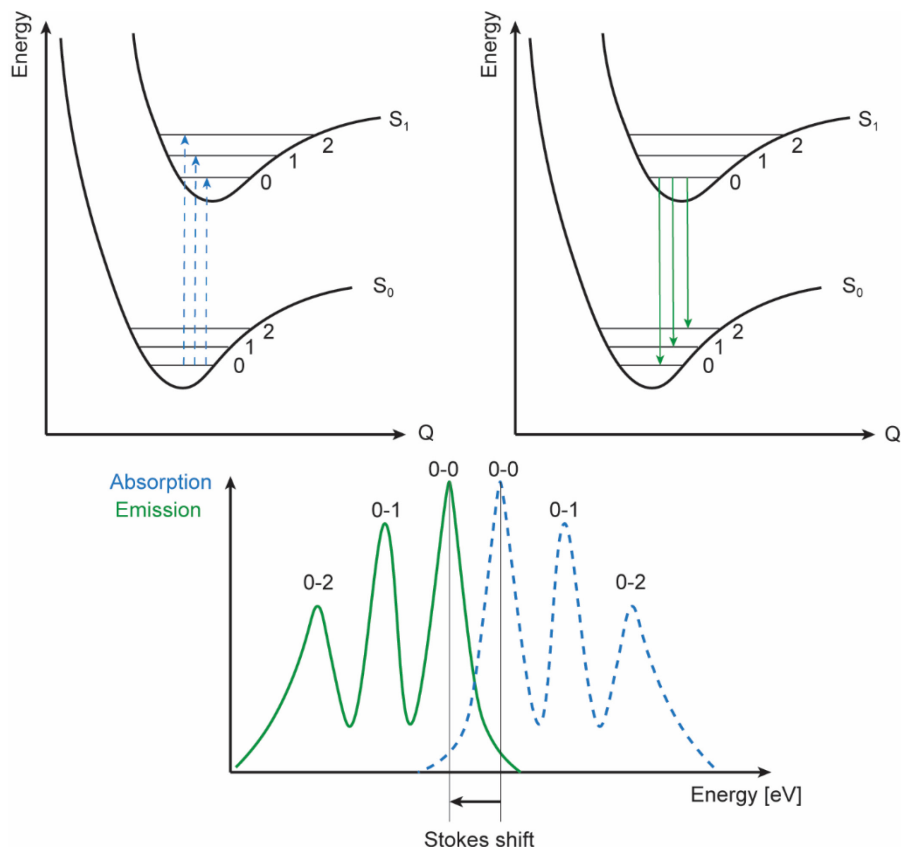 Energy
S₁
2
1
0
S₀
2
1
0
Q
Energy
S₁
2
1
0
S₀
2
1
0
Q
Absorption
Emission
0-0
0-0
0-1
0-1
0-2
0-2
Energy [eV]
Stokes shift